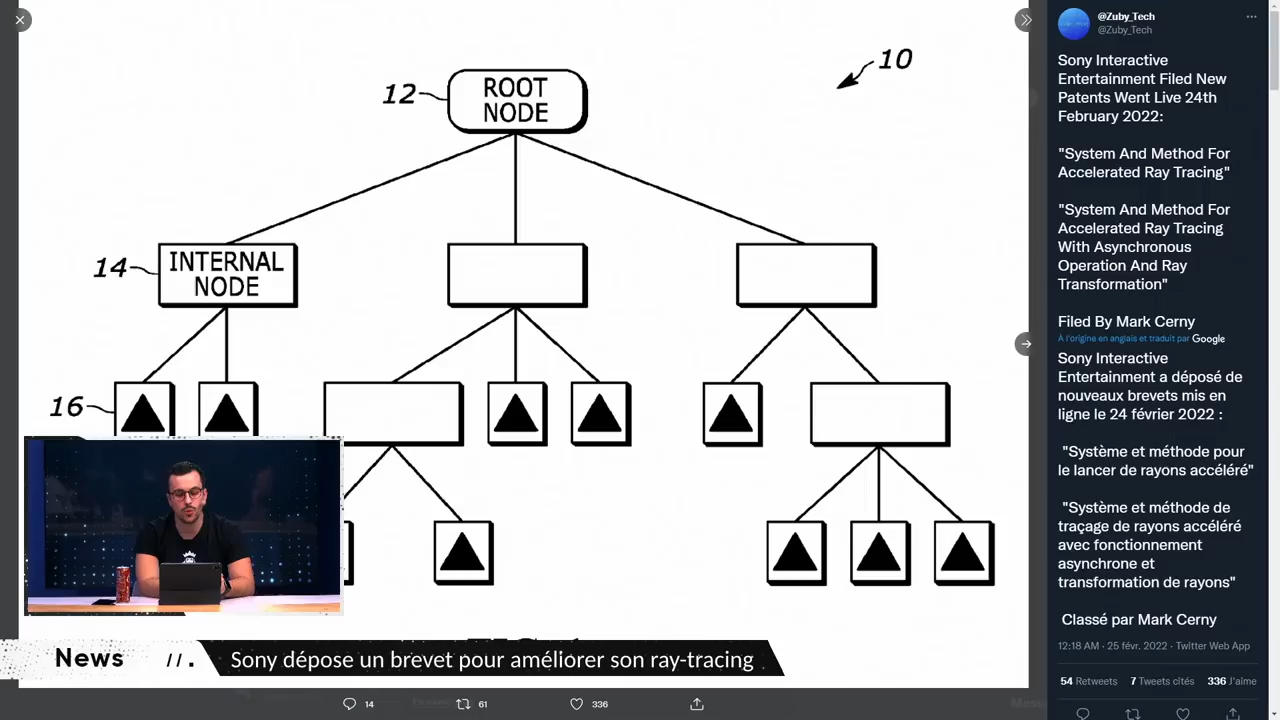 10
12
ROOT
NODE
14
INTERNAL
NODE
16
News //.
Sony dépose un brevet pour améliorer son ray-tracing
14
61
336
@Zuby_Tech
@Zuby_Tech
Sony Interactive
Entertainment Filed New
Patents Went Live 24th
February 2022:
"System And Method For
Accelerated Ray Tracing"
"System And Method For
Accelerated Ray Tracing
With Asynchronous
Operation And Ray
Transformation"
Filed By Mark Cerny
À l'origine en anglais et traduit par Google
Sony Interactive
Entertainment a déposé de
nouveaux brevets mis en
ligne le 24 février 2022 :
"Système et méthode pour
le lancer de rayons accéléré"
"Système et méthode de
traçage de rayons accéléré
avec fonctionnement
asynchrone et
transformation de rayons"
Classé par Mark Cerny
12:18 AM · 25 févr. 2022 · Twitter Web App
54 Retweets 7 Tweets cités 336 J'aime